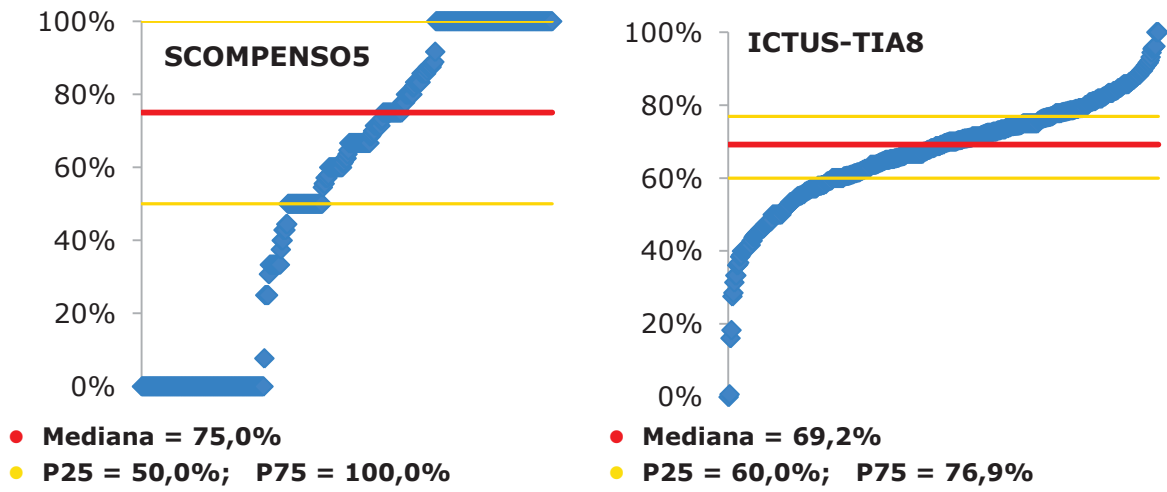 SCOMPENSO5
100%
80%
60%
40%
20%
0%
Mediana = 75,0%
P25 = 50,0%; P75 = 100,0%
ICTUS-TIA8
100%
80%
60%
40%
20%
0%
Mediana = 69,2%
P25 = 60,0%; P75 = 76,9%